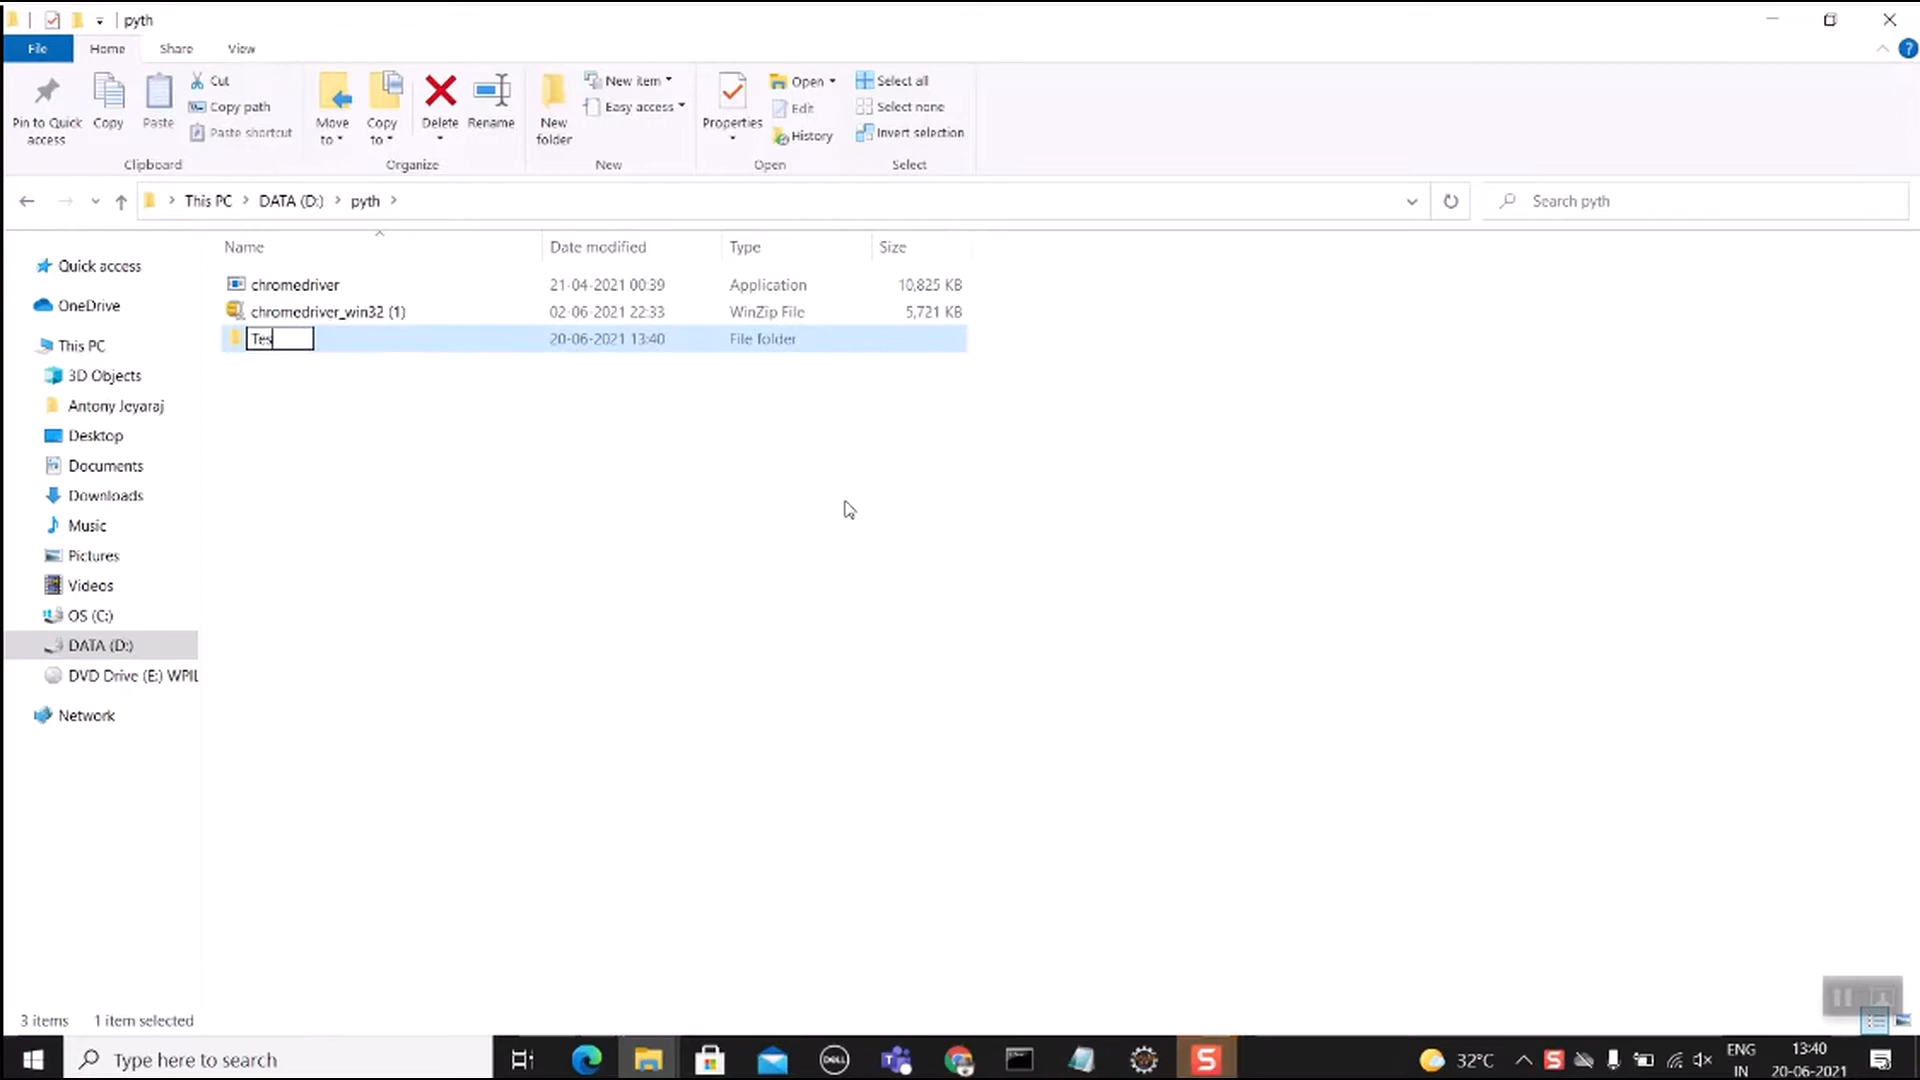 pyth
File Home Share View
Pin to Quick access
Copy
Paste
Cut
Copy path
Paste shortcut
Clipboard
Move to
Copy to
Delete
Rename
Organize
New folder
New item
Easy access
New
Properties
Open
Edit
History
Open
Select all
Select none
Invert selection
Select
This PC > DATA (D:) > pyth >
Search pyth
Name Date modified Type Size
chromedriver 21-04-2021 00:39 Application 10,825 KB
chromedriver_win32 (1) 02-06-2021 22:33 WinZip File 5,721 KB
Tes 20-06-2021 13:40 File folder
Quick access
OneDrive
This PC
3D Objects
Antony Jeyaraj
Desktop
Documents
Downloads
Music
Pictures
Videos
OS (C:)
DATA (D:)
DVD Drive (E:) WPIL
Network
3 items 1 item selected
Type here to search
DELL
S
32°C
S
ENG
IN
13:40
20-06-2021